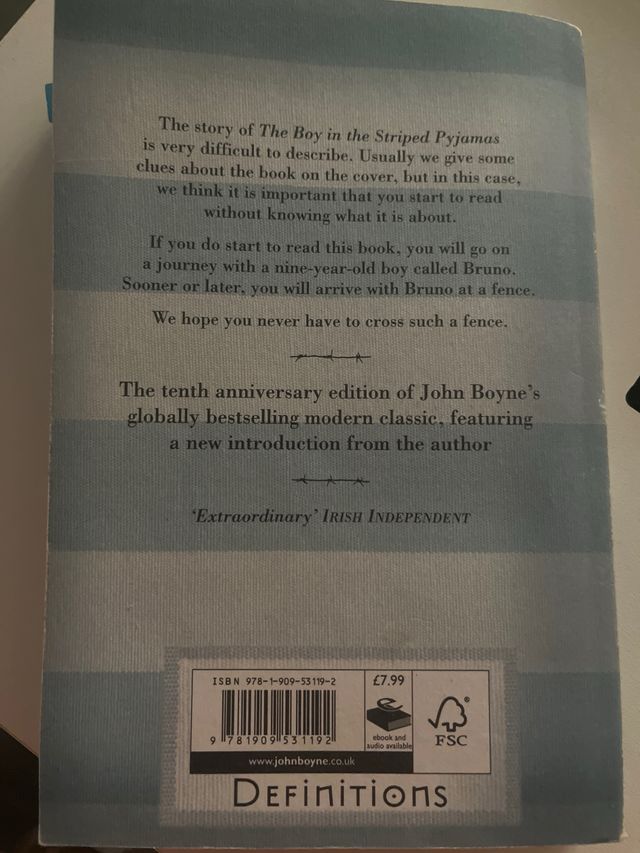 The story of The Boy in the Striped Pyjamas
is very difficult to describe. Usually we give some
clues about the book on the cover, but in this case,
we think it is important that you start to read
without knowing what it is about.
If you do start to read this book, you will go on
a journey with a nine-year-old boy called Bruno.
Sooner or later, you will arrive with Bruno at a fence.
We hope you never have to cross such a fence.
The tenth anniversary edition of John Boyne's
globally bestselling modern classic, featuring
a new introduction from the author
'Extraordinary' IRISH INDEPENDENT
ISBN 978-1-909-53119-2
£7.99
9 781909 531192
ebook and
audio available
FSC
www.johnboyne.co.uk
DEFINITIONS